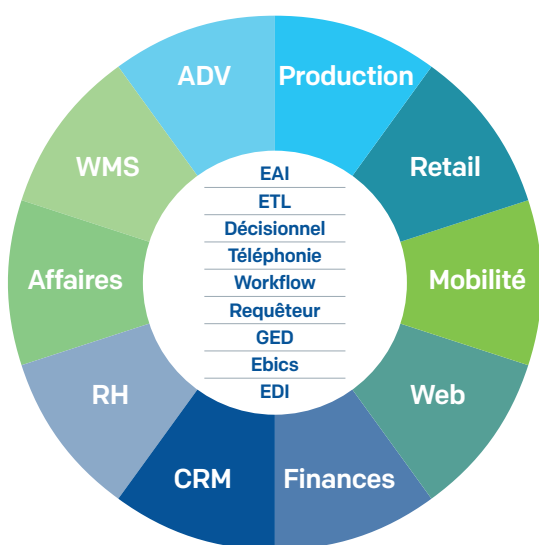 ADV
Production
Retail
Mobilité
Web
Finances
CRM
RH
Affaires
WMS
EAI
ETL
Décisionnel
Téléphonie
Workflow
Requêteur
GED
Ebics
EDI